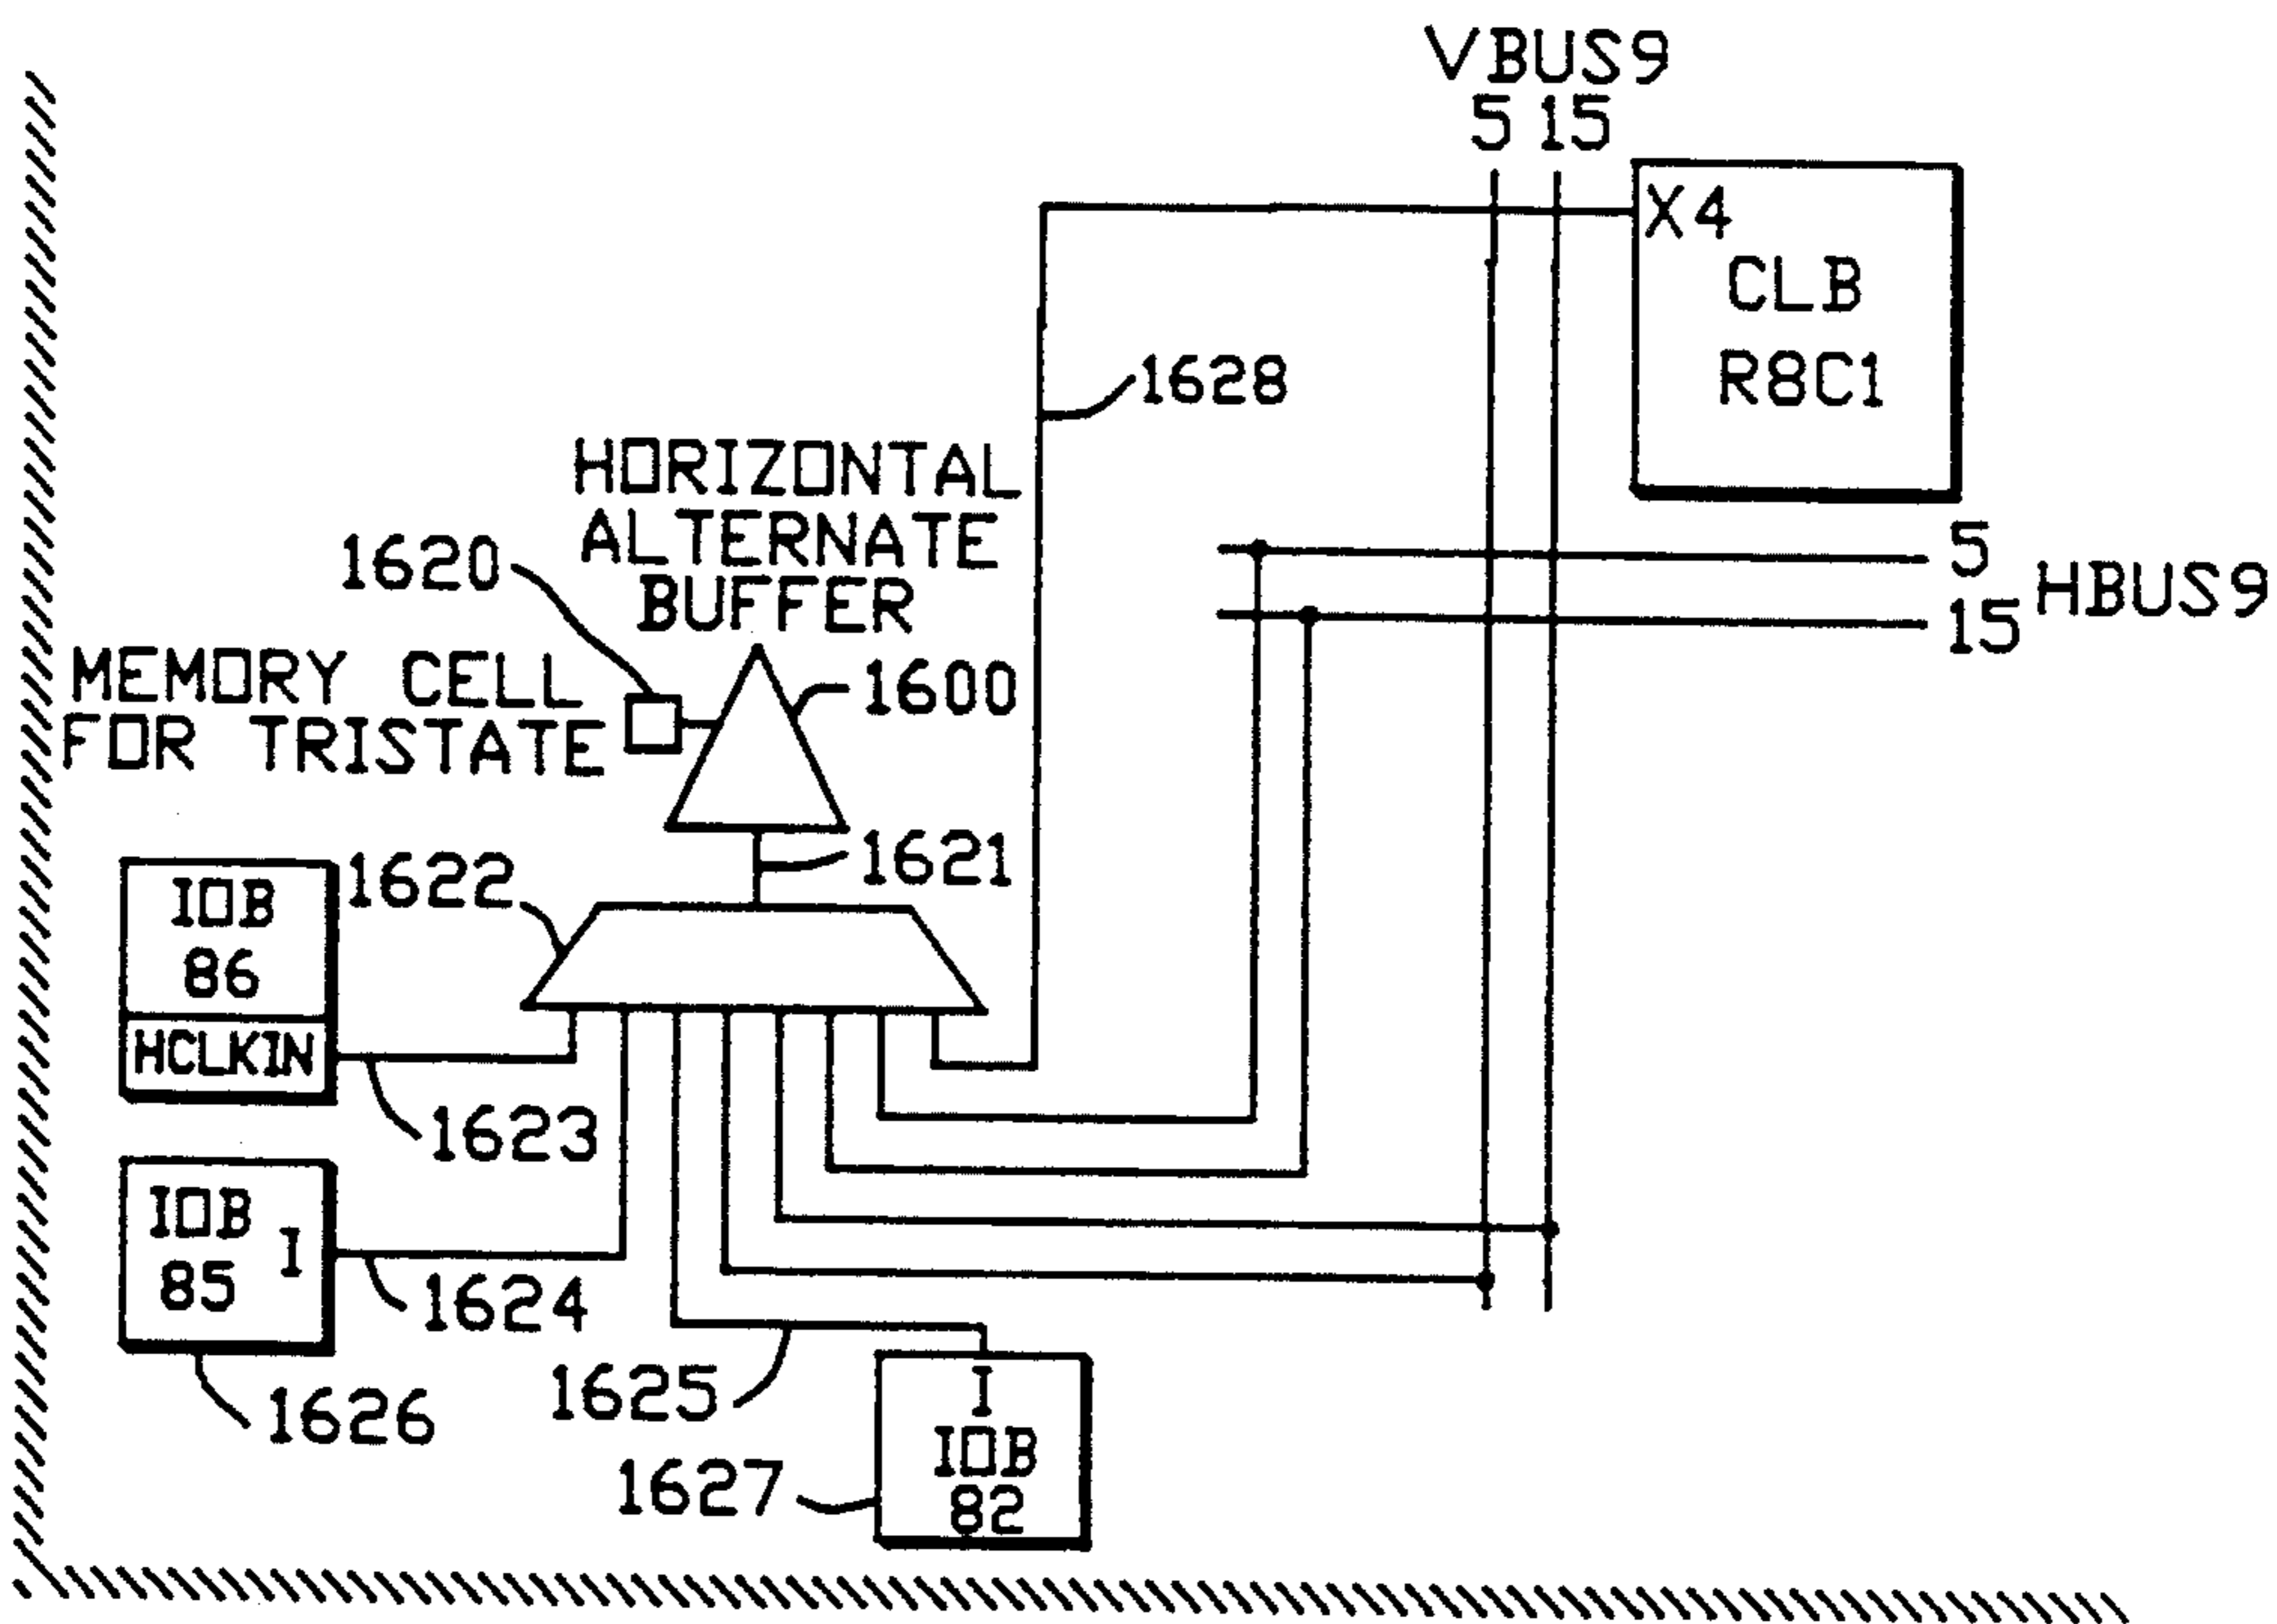 VBUS9
5 15
X4
CLB
R8C1
1628
HORIZONTAL
ALTERNATE
BUFFER
1620
5
HBUS9
15
MEMORY CELL
FOR TRISTATE
1600
1621
1622
IOB
86
HCLKIN
1623
IOB
I
85
1624
1626
1625
I
IOB
82
1627